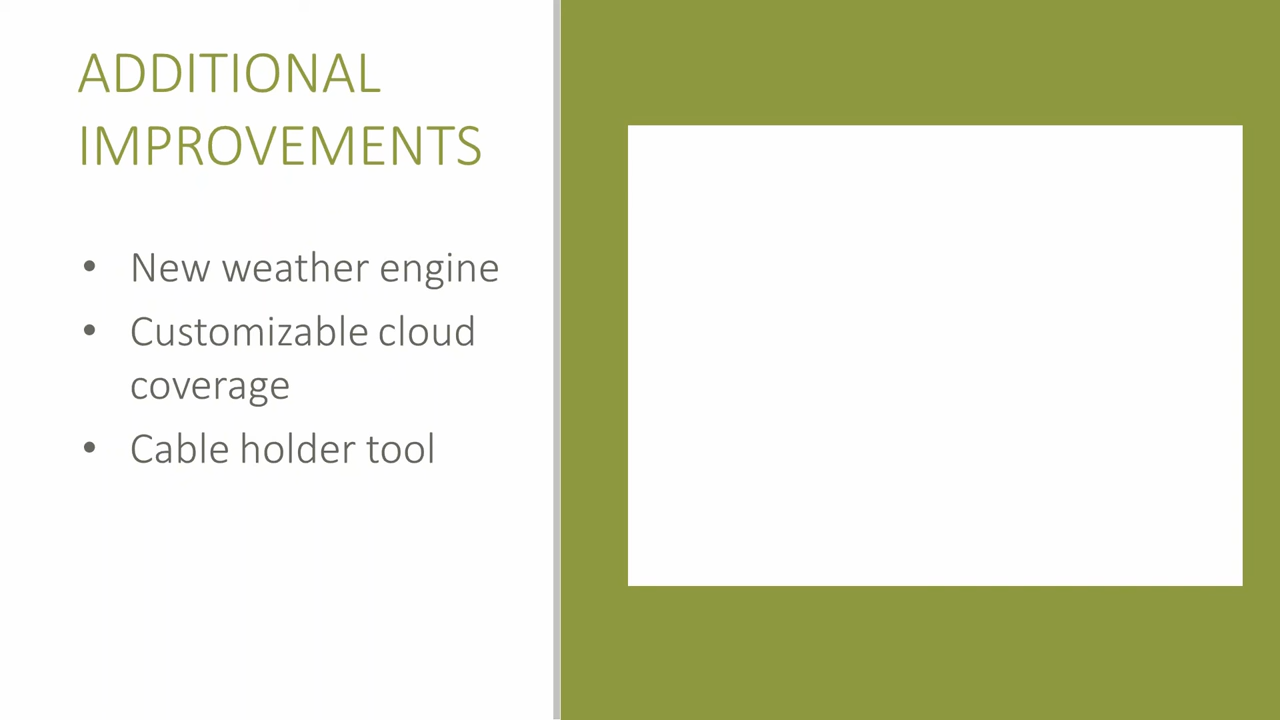 ADDITIONAL
IMPROVEMENTS
• New weather engine
• Customizable cloud
coverage
• Cable holder tool